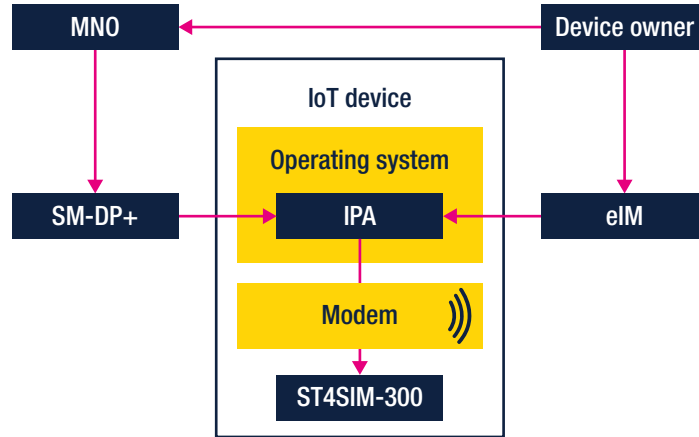 MNO
Device owner
IoT device
Operating system
SM-DP+
IPA
eIM
Modem
ST4SIM-300